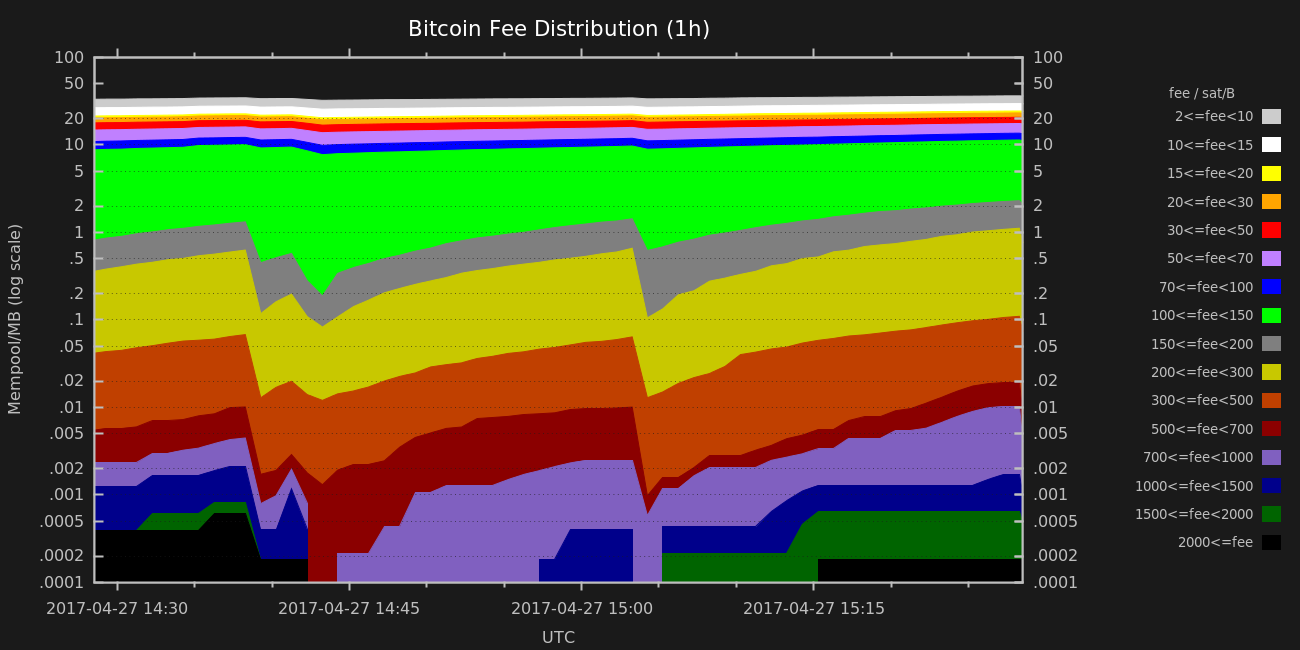 Bitcoin Fee Distribution (1h)
Mempool/MB (log scale)
100
50
20
10
5
2
1
.5
.2
.1
.05
.02
.01
.005
.002
.001
.0005
.0002
.0001
100
50
20
10
5
2
1
.5
.2
.1
.05
.02
.01
.005
.002
.001
.0005
.0002
.0001
2017-04-27 14:30
2017-04-27 14:45
2017-04-27 15:00
2017-04-27 15:15
UTC
fee / sat/B
2<=fee<10
10<=fee<15
15<=fee<20
20<=fee<30
30<=fee<50
50<=fee<70
70<=fee<100
100<=fee<150
150<=fee<200
200<=fee<300
300<=fee<500
500<=fee<700
700<=fee<1000
1000<=fee<1500
1500<=fee<2000
2000<=fee